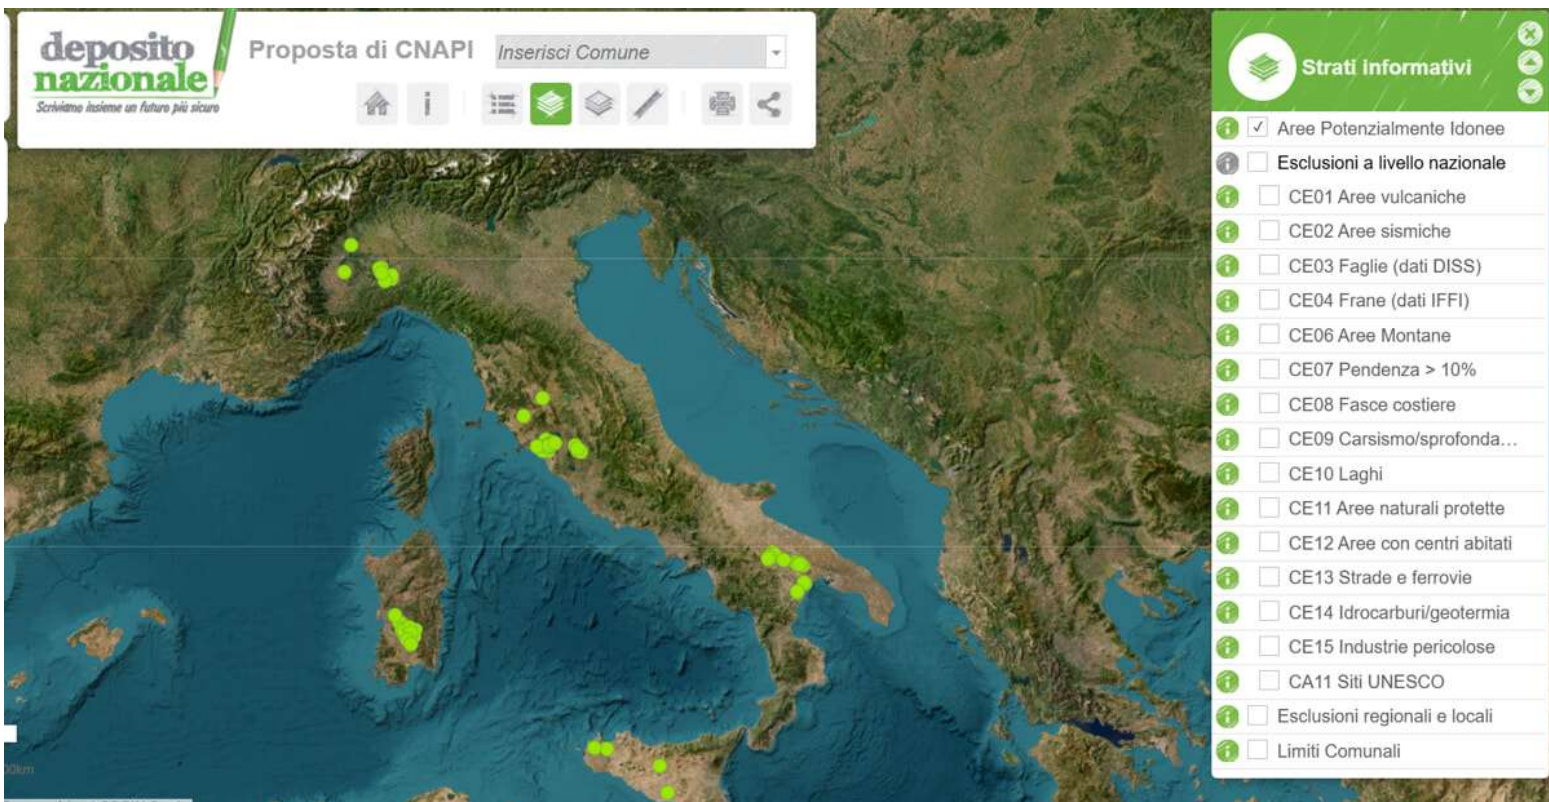 deposito
nazionale
Scriviamo insieme un futuro più sicuro
Proposta di CNAPI
Inserisci Comune
Strati informativi
Aree Potenzialmente Idonee
Esclusioni a livello nazionale
CE01 Aree vulcaniche
CE02 Aree sismiche
CE03 Faglie (dati DISS)
CE04 Frane (dati IFFI)
CE06 Aree Montane
CE07 Pendenza > 10%
CE08 Fasce costiere
CE09 Carsismo/sprofonda...
CE10 Laghi
CE11 Aree naturali protette
CE12 Aree con centri abitati
CE13 Strade e ferrovie
CE14 Idrocarburi/geotermia
CE15 Industrie pericolose
CA11 Siti UNESCO
Esclusioni regionali e locali
Limiti Comunali